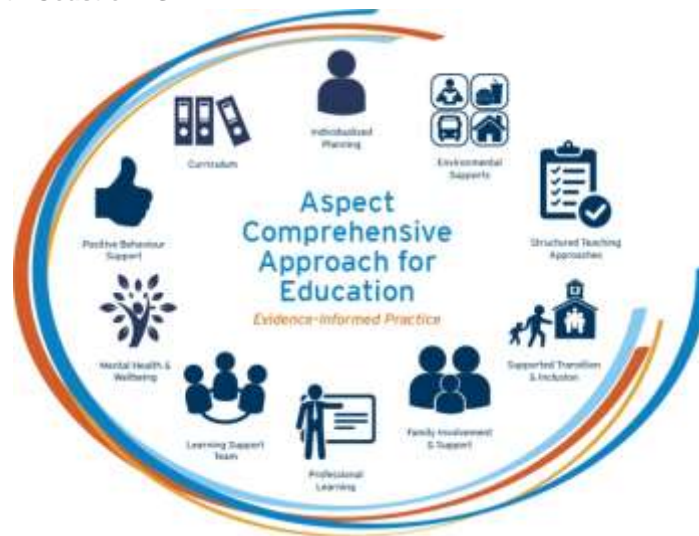 Aspect
Comprehensive
Approach for
Education
Evidence-Informed Practice
Individualised
Planning
Environmental
Supports
Structured Teaching
Approaches
Supported Transition
& Inclusion
Family Involvement
& Support
Professional
Learning
Learning Support
Team
Mental Health &
Wellbeing
Positive Behaviour
Support
Curriculum